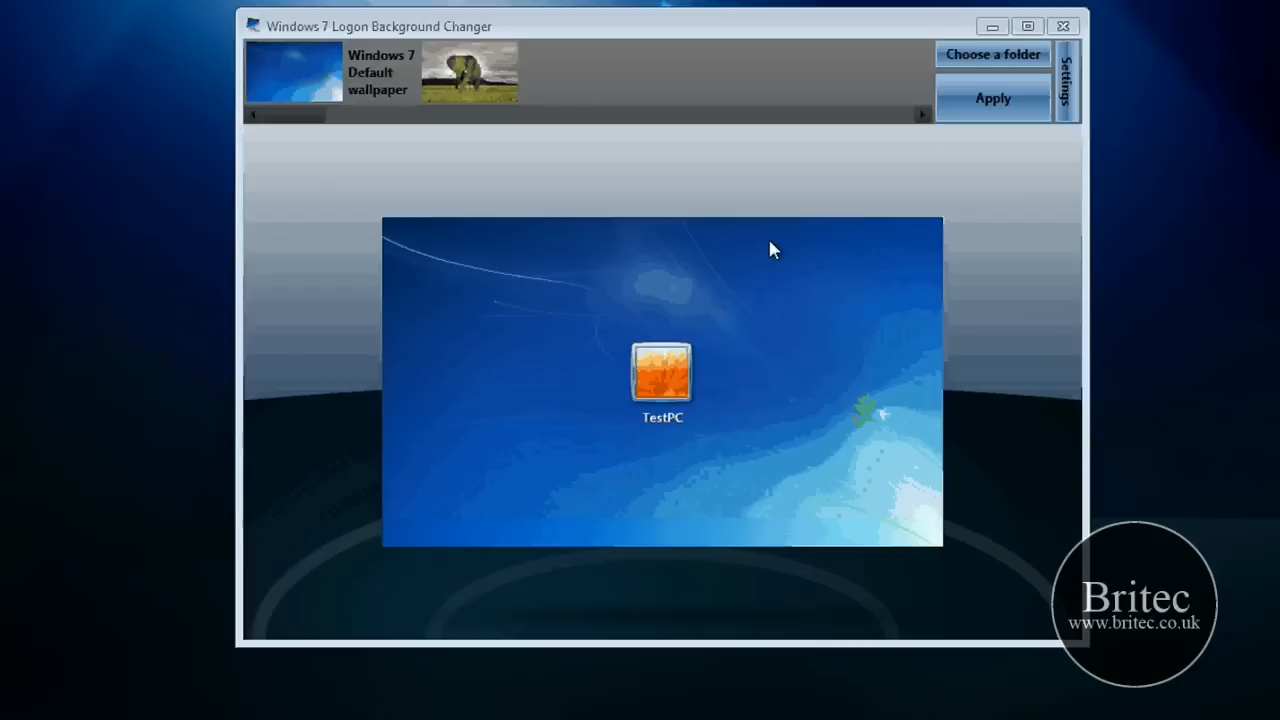 Windows 7 Logon Background Changer
Windows 7
Default
wallpaper
Choose a folder
Apply
Settings
TestPC
Britec
www.britec.co.uk